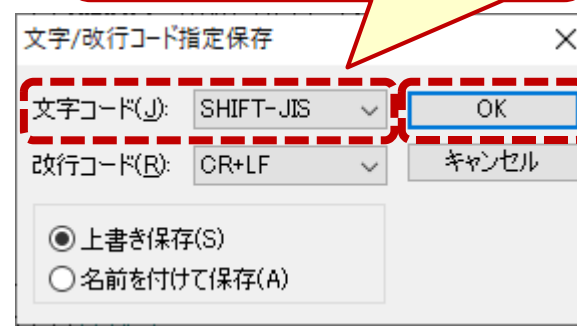 文字/改行コード指定保存
文字コード(J): SHIFT-JIS OK
改行コード(R): CR+LF キャンセル
上書き保存(S)
名前を付けて保存(A)